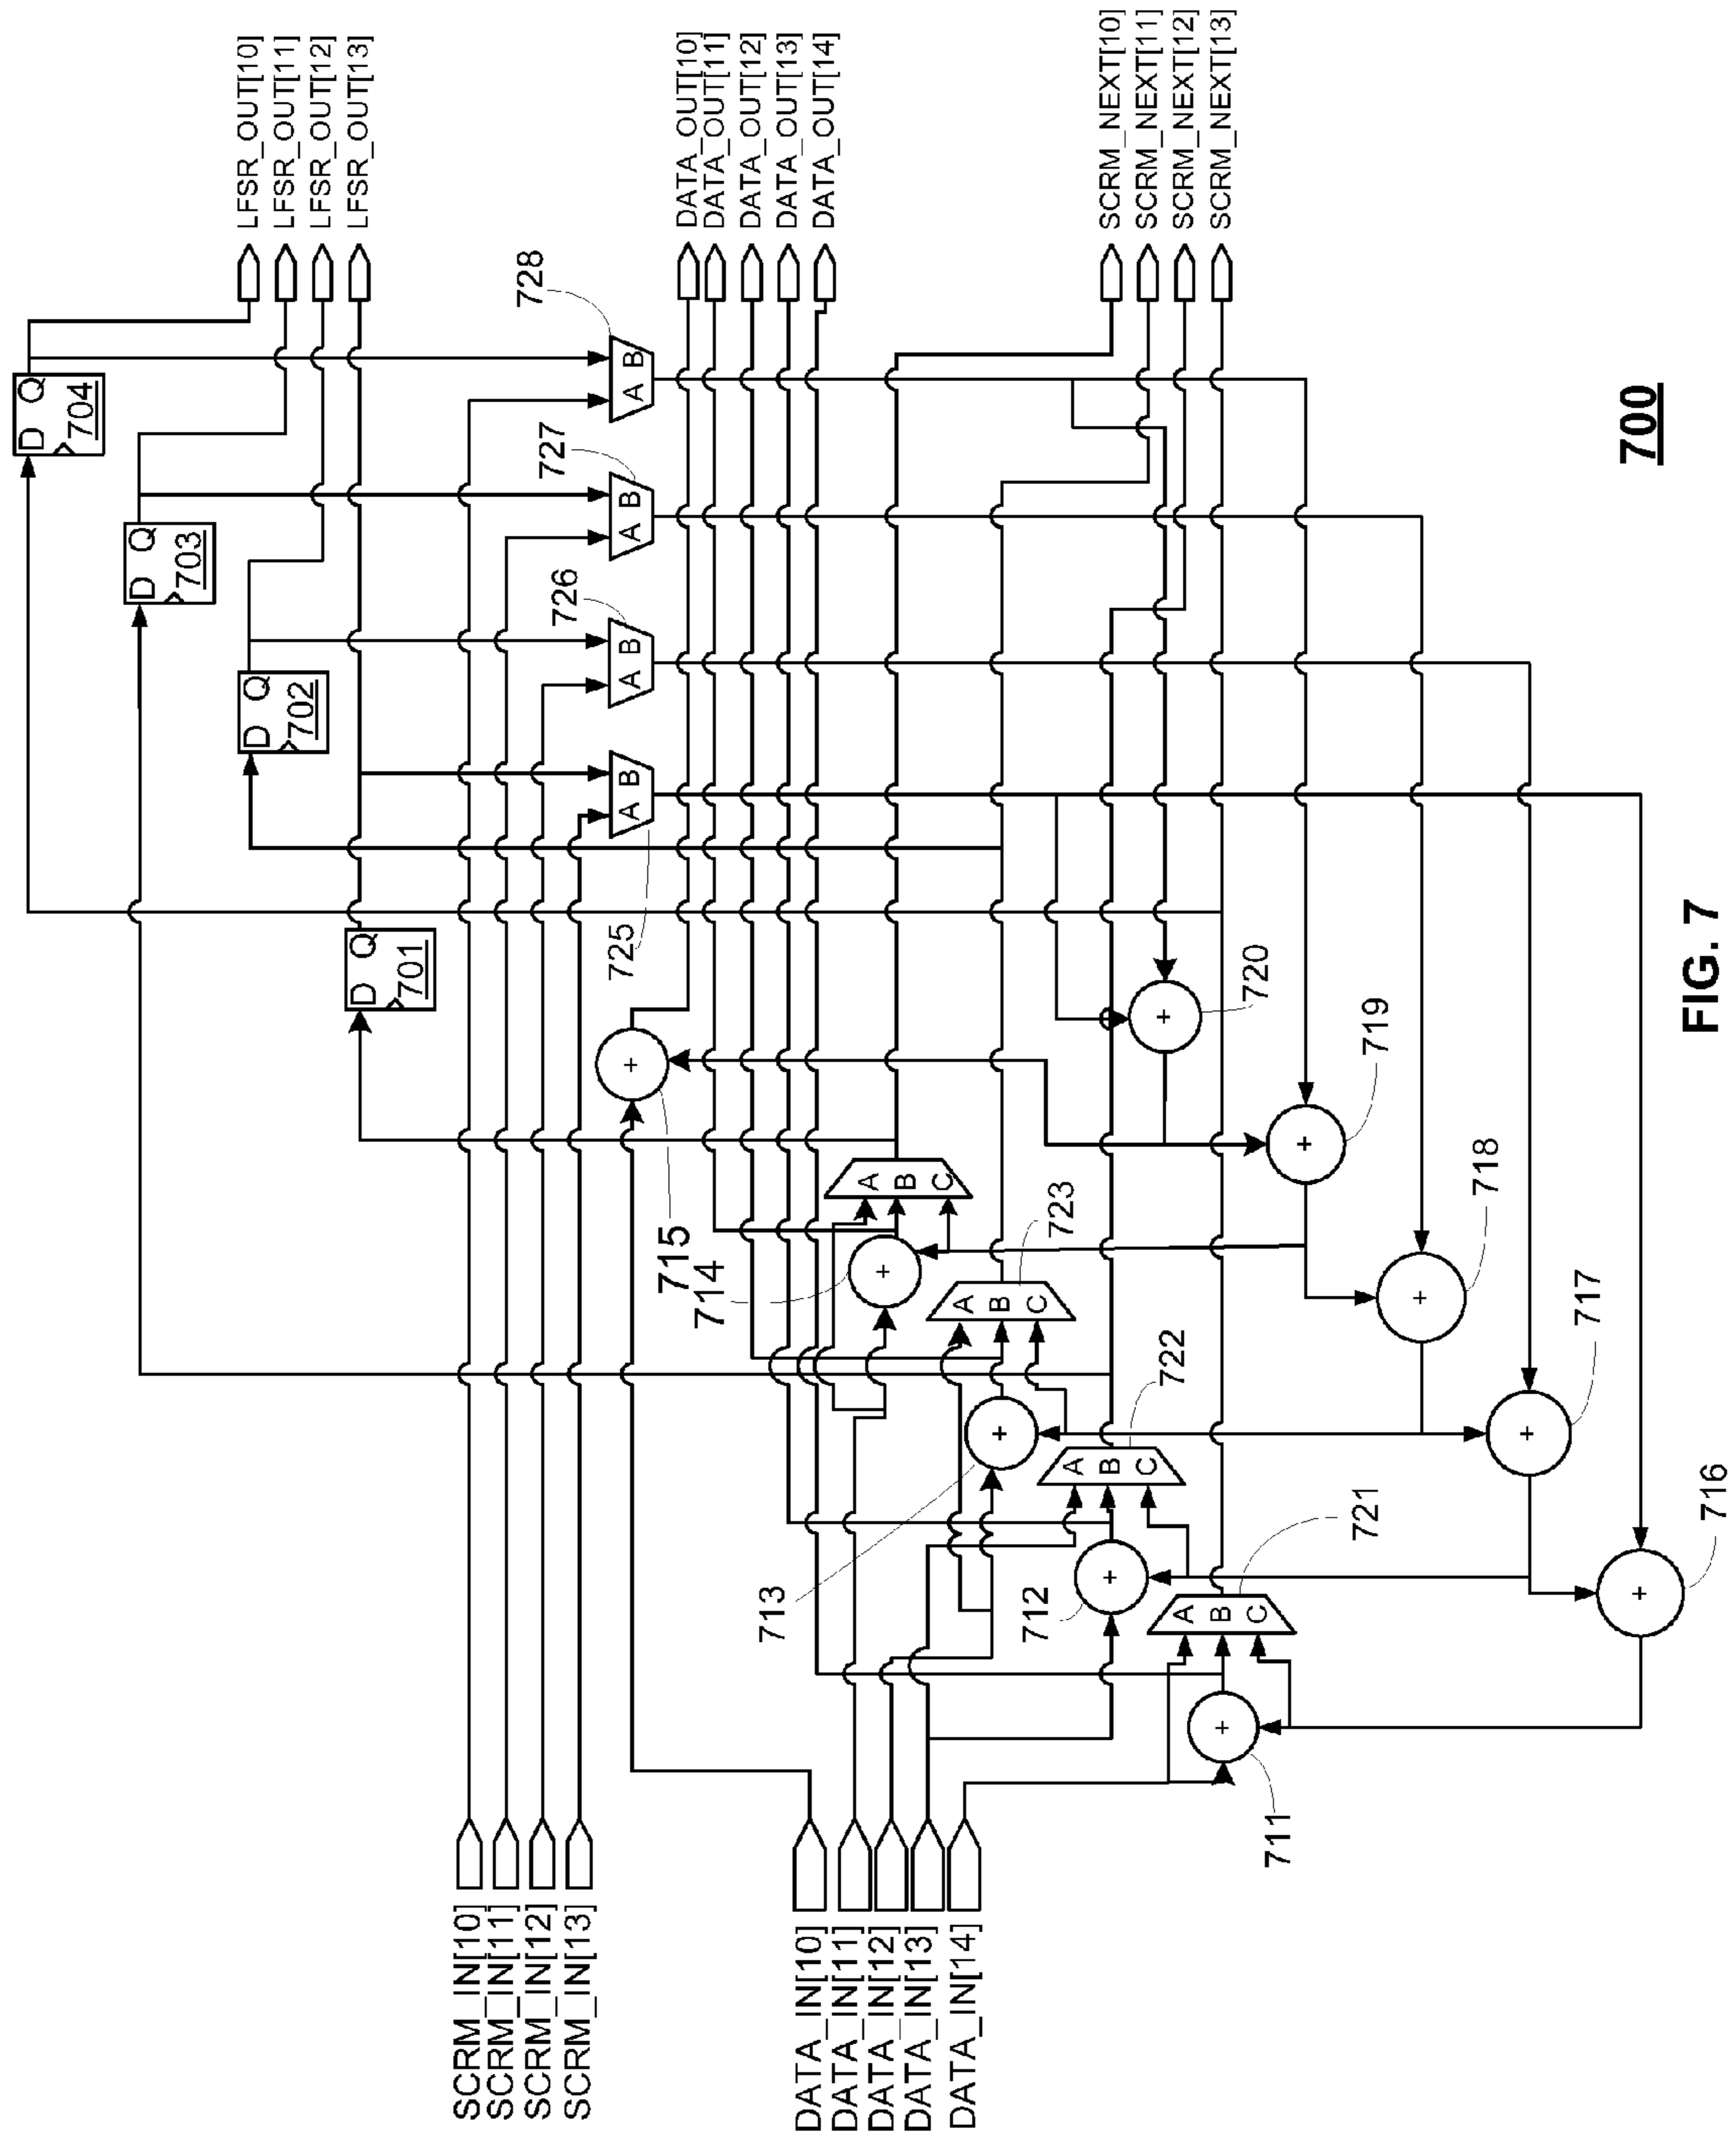 LFSR_OUT[10]
LFSR_OUT[11]
LFSR_OUT[12]
LFSR_OUT[13]
DATA_OUT[10]
DATA_OUT[11]
DATA_OUT[12]
DATA_OUT[13]
DATA_OUT[14]
SCRM_NEXT[10]
SCRM_NEXT[11]
SCRM_NEXT[12]
SCRM_NEXT[13]
D Q
704
D Q
703
D Q
702
D Q
701
728
A B
727
A B
726
A B
725
A B
+
715
+
714
A
B
C
+
713
A
B
C
723
+
712
A
B
C
722
+
711
A
B
C
721
+
720
+
719
+
718
+
717
+
716
SCRM_IN[10]
SCRM_IN[11]
SCRM_IN[12]
SCRM_IN[13]
DATA_IN[10]
DATA_IN[11]
DATA_IN[12]
DATA_IN[13]
DATA_IN[14]
700
FIG. 7